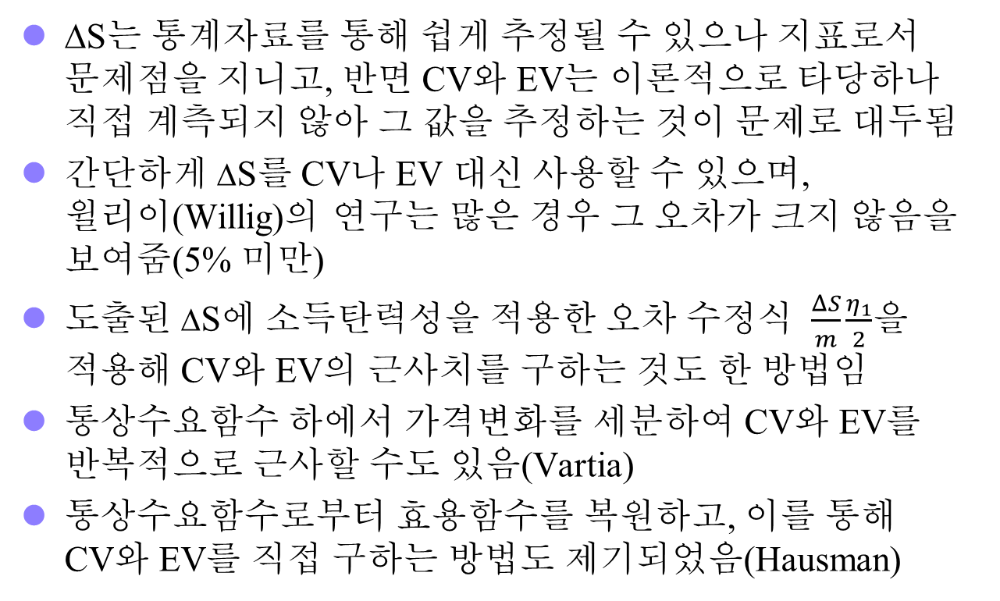 ● ΔS는 통계자료를 통해 쉽게 추정될 수 있으나 지표로서
문제점을 지니고, 반면 CV와 EV는 이론적으로 타당하나
직접 계측되지 않아 그 값을 추정하는 것이 문제로 대두됨
● 간단하게 ΔS를 CV나 EV 대신 사용할 수 있으며,
윌리이(Willig)의 연구는 많은 경우 그 오차가 크지 않음을
보여줌(5% 미만)
● 도출된 ΔS에 소득탄력성을 적용한 오차 수정식 $\frac{\Delta S}{m}\frac{\eta_1}{2}$을
적용해 CV와 EV의 근사치를 구하는 것도 한 방법임
● 통상수요함수 하에서 가격변화를 세분하여 CV와 EV를
반복적으로 근사할 수도 있음(Vartia)
● 통상수요함수로부터 효용함수를 복원하고, 이를 통해
CV와 EV를 직접 구하는 방법도 제기되었음(Hausman)